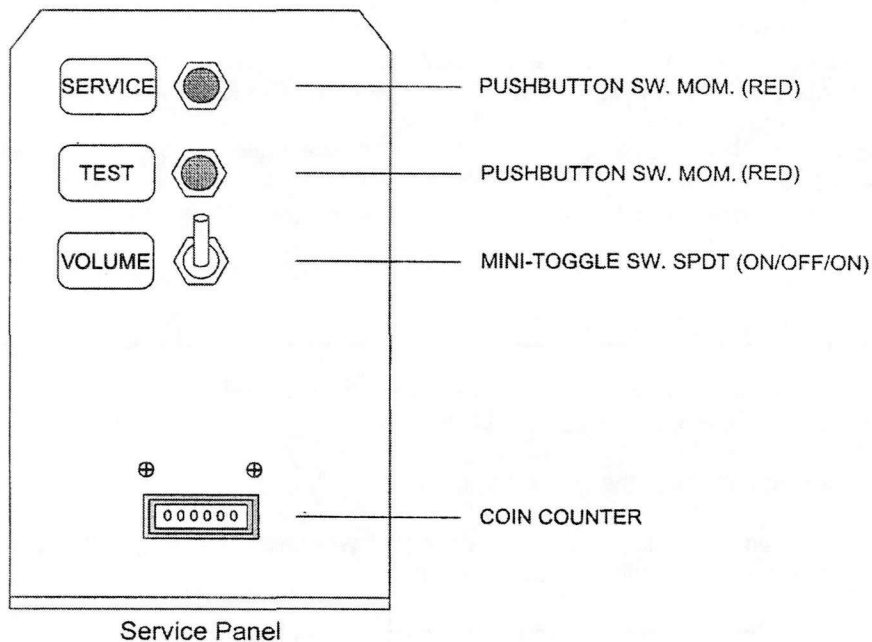 SERVICE PUSHBUTTON SW. MOM. (RED)
TEST PUSHBUTTON SW. MOM. (RED)
VOLUME MINI-TOGGLE SW. SPDT (ON/OFF/ON)
000000 COIN COUNTER
Service Panel